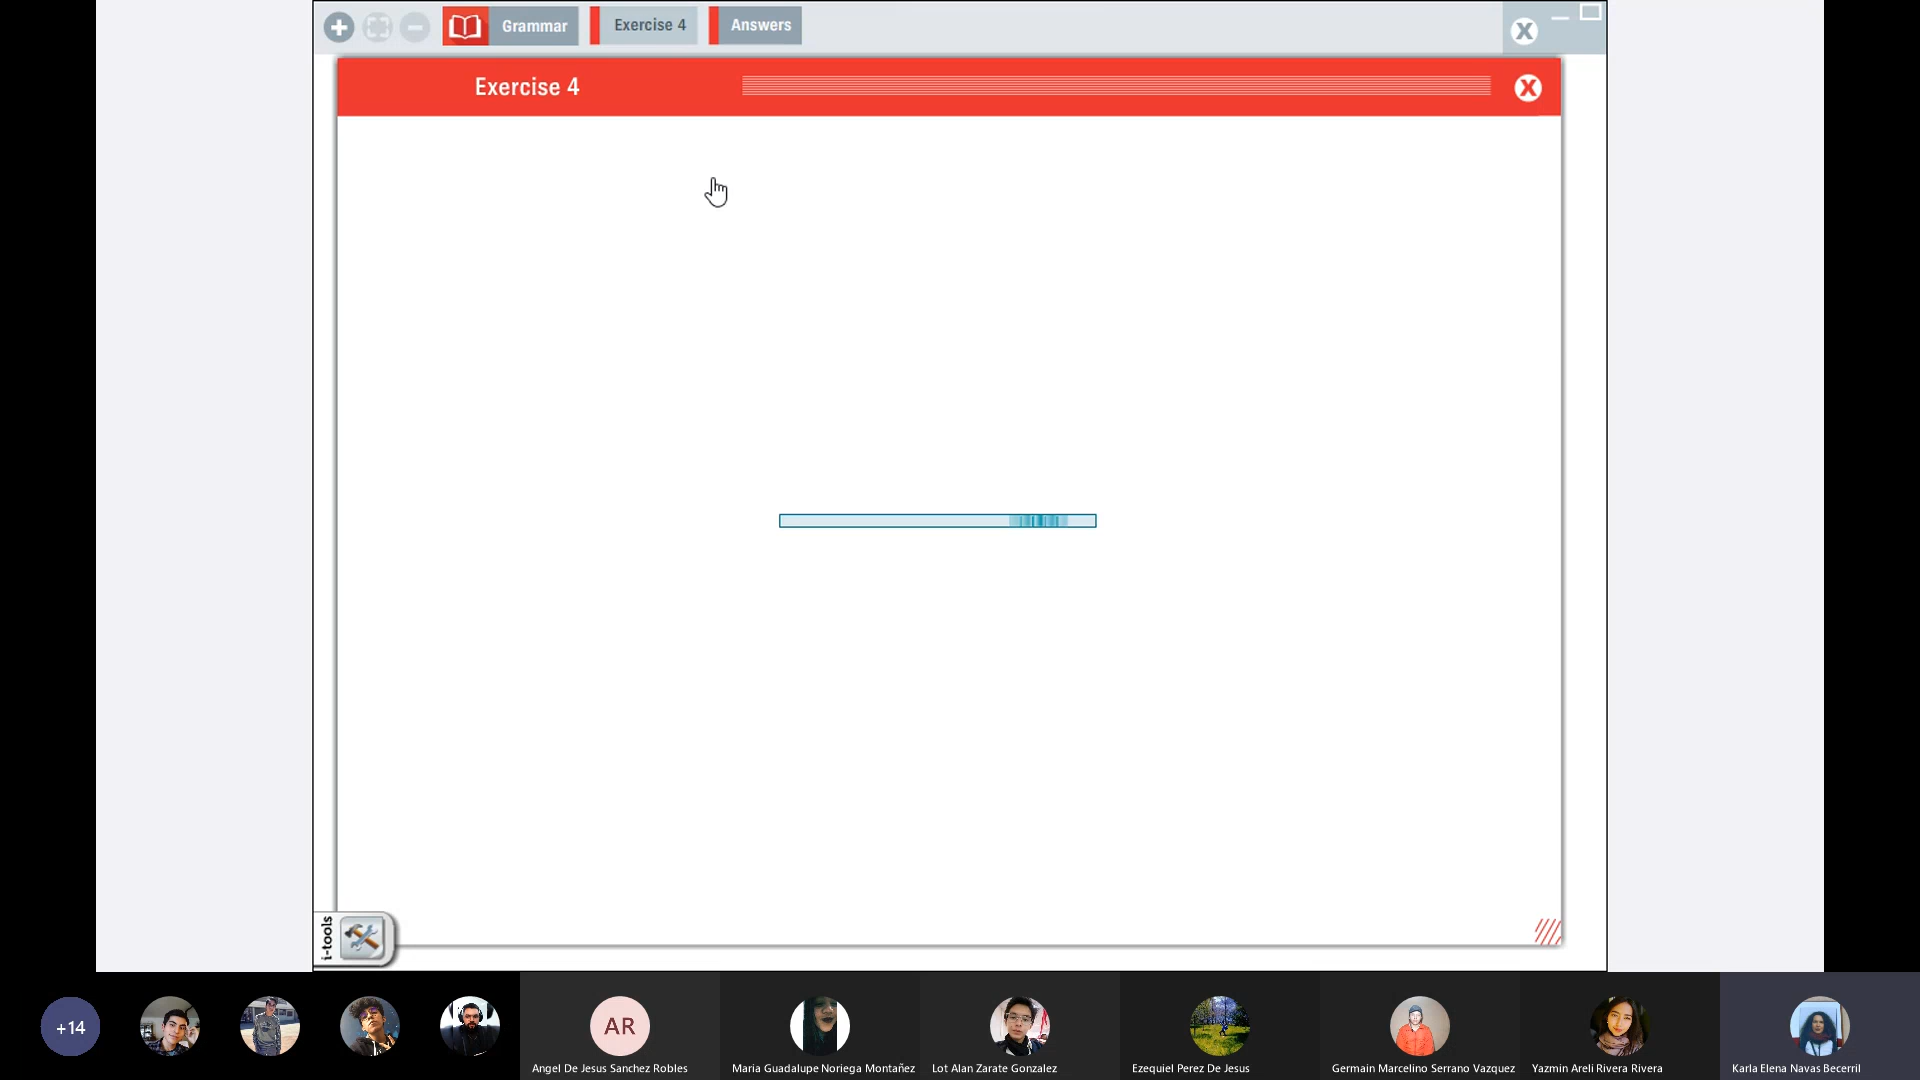 Grammar
Exercise 4
Answers
X
Exercise 4
X
i-tools
+14
AR
Angel De Jesus Sanchez Robles
Maria Guadalupe Noriega Montañez
Lot Alan Zarate Gonzalez
Ezequiel Perez De Jesus
Germain Marcelino Serrano Vazquez
Yazmin Areli Rivera Rivera
Karla Elena Navas Becerril